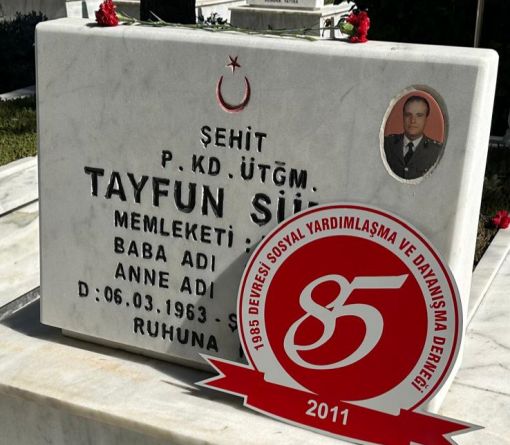 ŞEHİT
P. KD. ÜTĞM.
TAYFUN
MEMLEKETİ :
BABA ADI
ANNE ADI
D: 06.03.1963 - Ş
RUHUNA
1985 DEVRESİ SOSYAL YARDIMLAŞMA VE DAYANIŞMA DERNEĞİ
85
2011